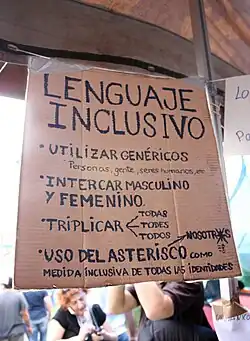 LENGUAJE
INCLUSIVO
• UTILIZAR GENÉRICOS
Personas, gente, seres humanos, etc
• INTERCAR MASCULINO
Y FEMENINO.
TODAS
• TRIPLICAR TODES
TODOS
NOSOTR*S
• USO DEL ASTERISCO COMO
MEDIDA INCLUSIVA DE TODAS LAS IDENTIDADES
LO